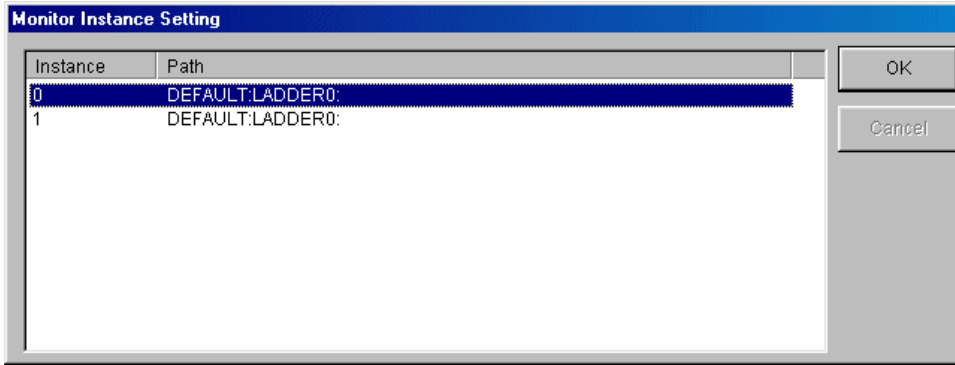 Monitor Instance Setting
Instance Path
0 DEFAULT:LADDER0:
1 DEFAULT:LADDER0:
OK
Cancel